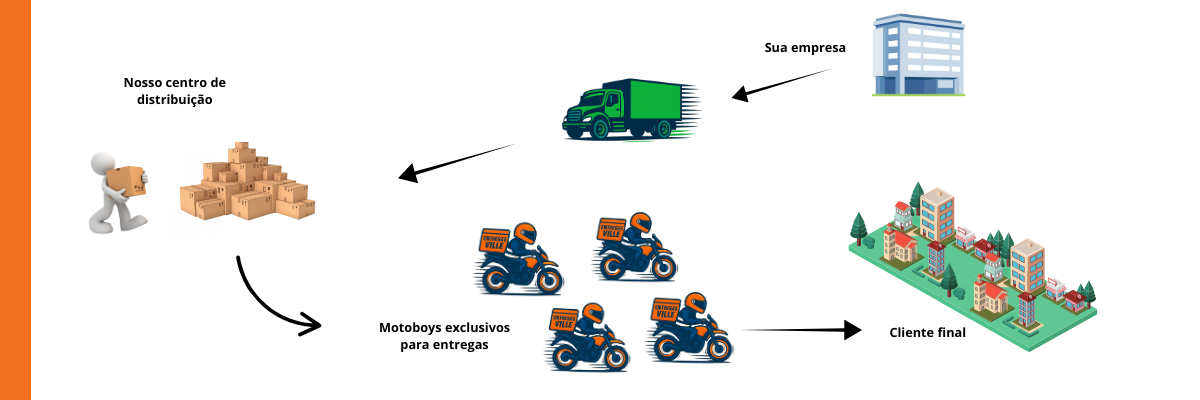 Sua empresa
Nosso centro de
distribuição
ENTREGAS
VILLE
ENTREGAS
VILLE
ENTREGAS
VILLE
ENTREGAS
VILLE
Motoboys exclusivos
para entregas
Cliente final